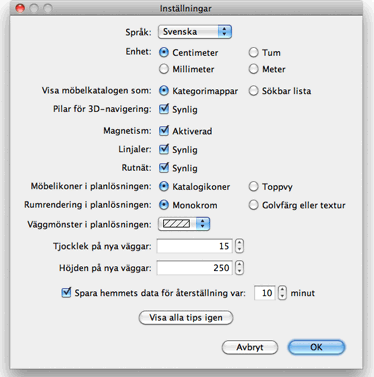 Inställningar
Språk: Svenska
Enhet: Centimeter Tum
Millimeter Meter
Visa möbelkatalogen som: Kategorimappar Sökbar lista
Pilar för 3D-navigering: Synlig
Magnetism: Aktiverad
Linjaler: Synlig
Rutnät: Synlig
Möbelikoner i planlösningen: Katalogikoner Toppvy
Rumrendering i planlösningen: Monokrom Golvfärg eller textur
Väggmönster i planlösningen:
Tjocklek på nya väggar: 15
Höjden på nya väggar: 250
Spara hemmets data för återställning var: 10 minut
Visa alla tips igen
Avbryt OK